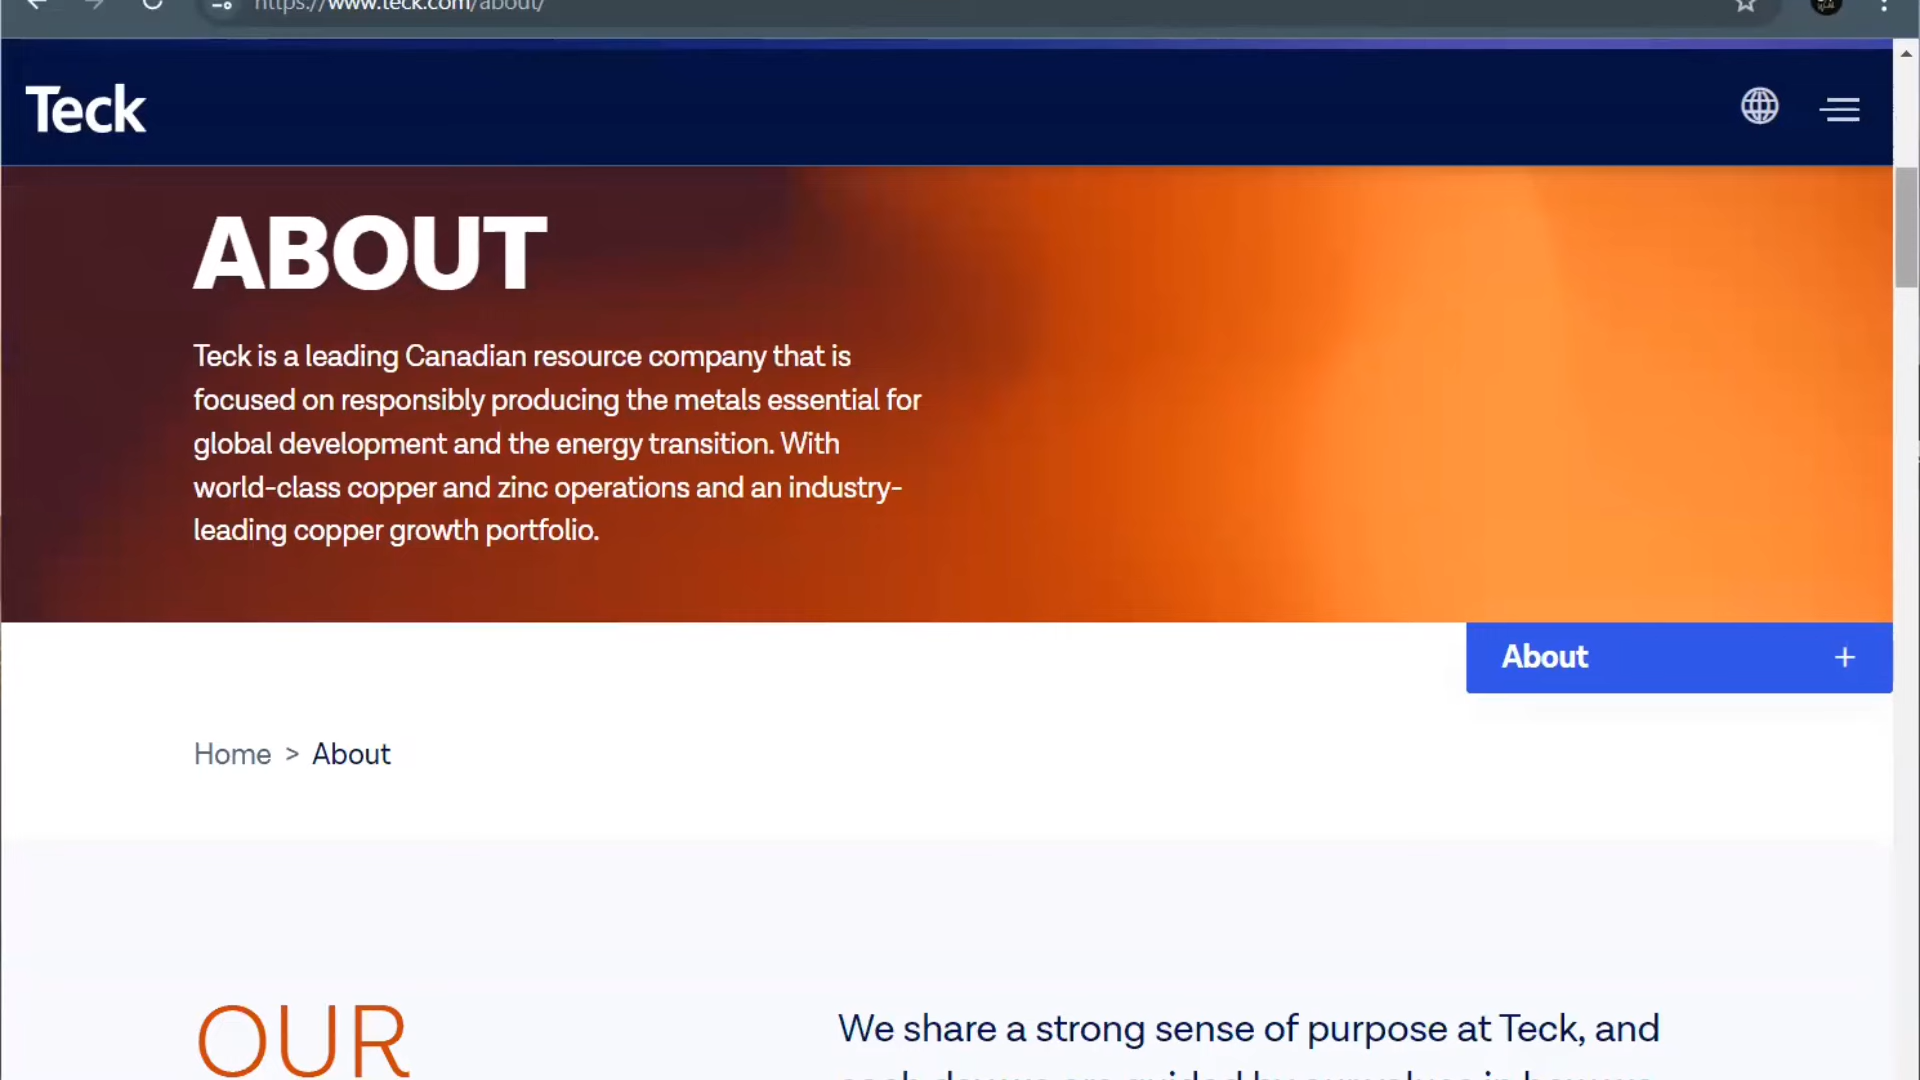 https://www.teck.com/about/
Teck
ABOUT
Teck is a leading Canadian resource company that is
focused on responsibly producing the metals essential for
global development and the energy transition. With
world-class copper and zinc operations and an industry-
leading copper growth portfolio.
About +
Home > About
OUR
We share a strong sense of purpose at Teck, and